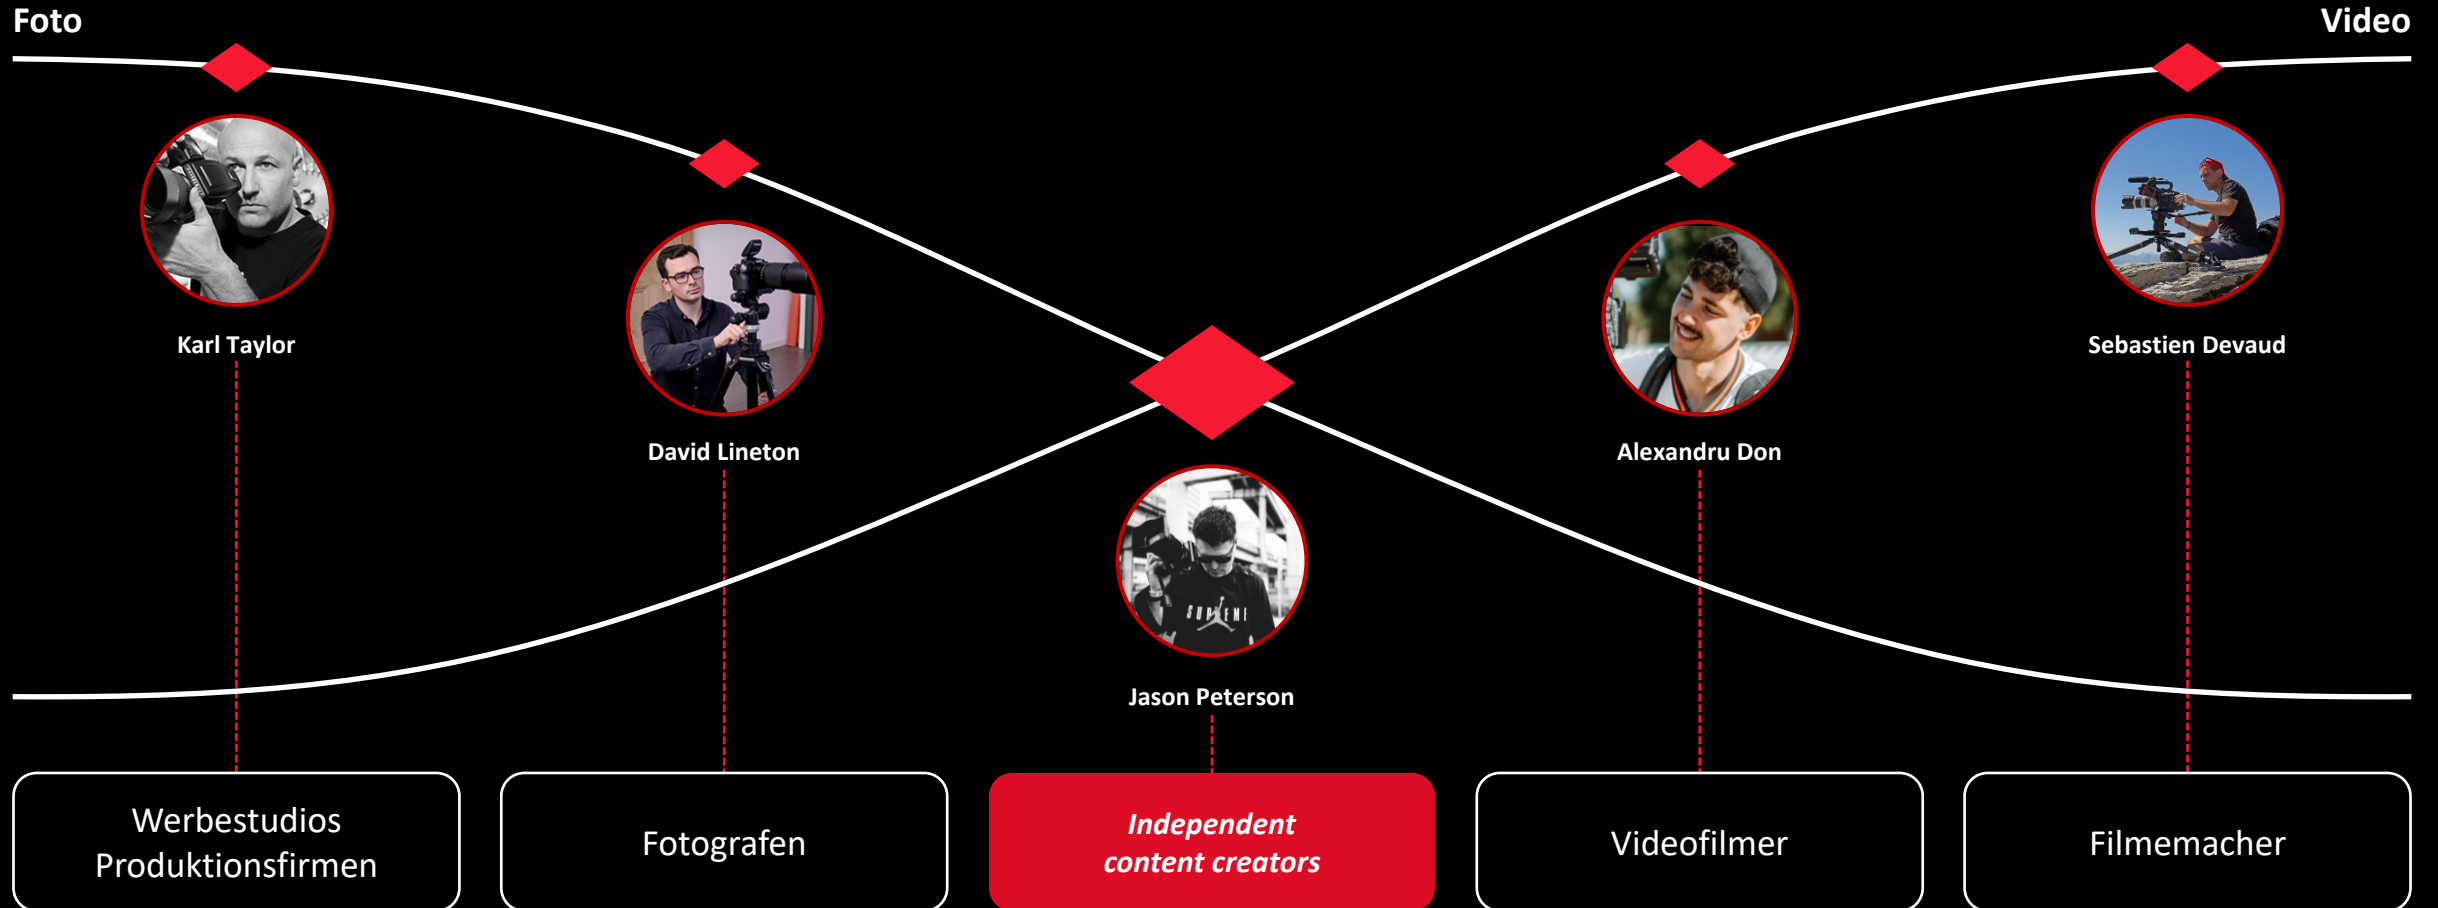 Foto
Video
Karl Taylor
Sebastien Devaud
David Lineton
Alexandru Don
SUPREME
Jason Peterson
Werbestudios
Produktionsfirmen
Fotografen
Independent
content creators
Videofilmer
Filmemacher